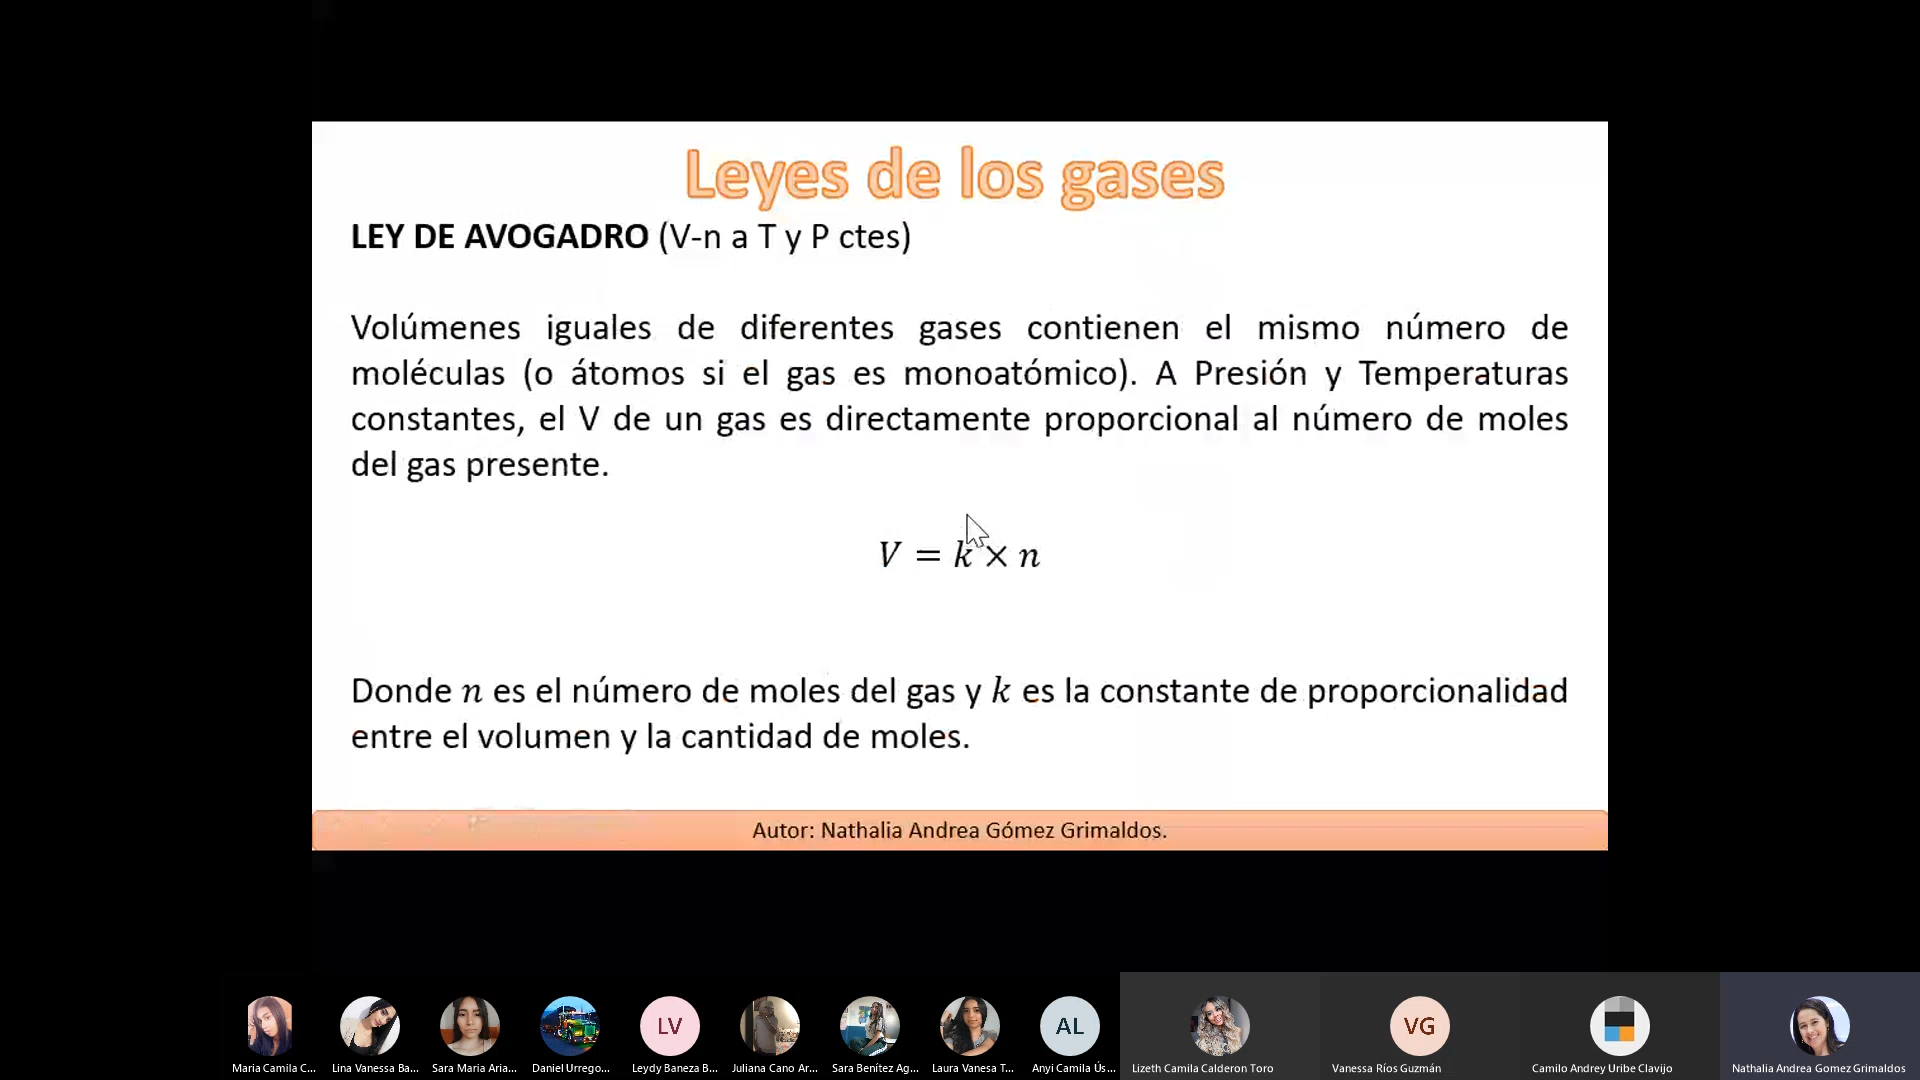 Leyes de los gases
LEY DE AVOGADRO (V-n a T y P ctes)
Volúmenes iguales de diferentes gases contienen el mismo número de
moléculas (o átomos si el gas es monoatómico). A Presión y Temperaturas
constantes, el V de un gas es directamente proporcional al número de moles
del gas presente.
V = k × n
Donde n es el número de moles del gas y k es la constante de proporcionalidad
entre el volumen y la cantidad de moles.
Autor: Nathalia Andrea Gómez Grimaldos.
LV
VG
AL
Maria Camila C...
Lina Vanessa Ba...
Sara María Aria...
Daniel Urrego...
Leydy Baneza B...
Juliana Cano Ar...
Sara Benítez Ag...
Laura Vanesa T...
Anyi Camila Ús...
Lizeth Camila Calderon Toro
Vanessa Ríos Guzmán
Camilo Andrey Uribe Clavijo
Nathalia Andrea Gomez Grimaldos